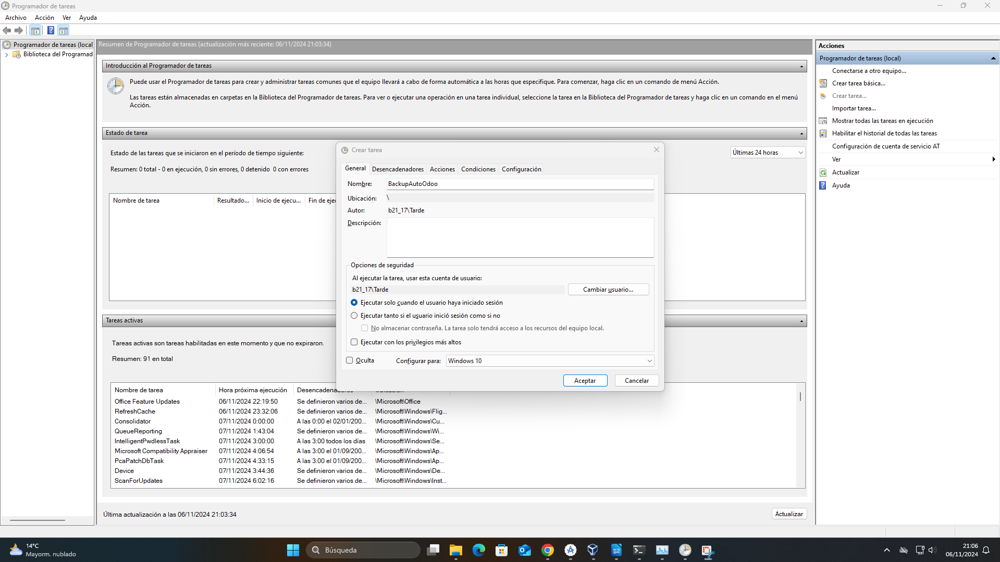 Programador de tareas
Archivo
Acción
Ver
Ayuda
Programador de tareas (local)
Biblioteca del Programad
Resumen de Programador de tareas (actualización más reciente: 06/11/2024 21:03:34)
Introducción al Programador de tareas
Puede usar el Programador de tareas para crear y administrar tareas comunes que el equipo llevará a cabo de forma automática a las horas que especifique. Para comenzar, haga clic en un comando de menú Acción.
Las tareas están almacenadas en carpetas en la Biblioteca del Programador de tareas. Para ver o ejecutar una operación en una tarea individual, seleccione la tarea en la Biblioteca del Programador de tareas y haga clic en un comando en el menú
Acción.
Estado de tarea
Estado de las tareas que se iniciaron en el período de tiempo siguiente:
Últimas 24 horas
Resumen: 0 total - 0 en ejecución, 0 sin errores, 0 detenido  0 con errores
Nombre de tarea
Resultado...
Inicio de ejecu...
Fin de ejec
Crear tarea
General
Desencadenadores
Acciones
Condiciones
Configuración
Nombre:
BackupAutoOdoo
Ubicación:
\
Autor:
b21_17\Tarde
Descripción:
Opciones de seguridad
Al ejecutar la tarea, usar esta cuenta de usuario:
b21_17\Tarde
Cambiar usuario...
Ejecutar solo cuando el usuario haya iniciado sesión
Ejecutar tanto si el usuario inició sesión como si no
No almacenar contraseña. La tarea solo tendrá acceso a los recursos del equipo local.
Ejecutar con los privilegios más altos
Oculta
Configurar para:
Windows 10
Aceptar
Cancelar
Tareas activas
Tareas activas son tareas habilitadas en este momento y que no expiraron.
Resumen: 91 en total
Nombre de tarea Hora próxima ejecución Desencadenadores Ubicación
Office Feature Updates 06/11/2024 22:19:50 Se definieron varios de... \Microsoft\Office
RefreshCache 06/11/2024 23:32:06 Se definieron varios de... \Microsoft\Windows\Flig...
Consolidator 07/11/2024 0:00:00 A las 0:00 el 02/01/200... \Microsoft\Windows\Cu...
QueueReporting 07/11/2024 1:43:04 Se definieron varios de... \Microsoft\Windows\Wi...
IntelligentPwdlessTask 07/11/2024 3:00:00 A las 3:00 todos los días \Microsoft\Windows\Se...
Microsoft Compatibility Appraiser 07/11/2024 4:06:54 A las 3:00 el 01/09/200... \Microsoft\Windows\Ap...
PcaPatchDbTask 07/11/2024 4:33:15 A las 3:00 el 01/09/200... \Microsoft\Windows\Ap...
Device 07/11/2024 3:44:36 Se definieron varios de... \Microsoft\Windows\De...
ScanForUpdates 07/11/2024 6:02:16 Se definieron varios de... \Microsoft\Windows\Inst...
Última actualización a las 06/11/2024 21:03:34
Actualizar
Acciones
Programador de tareas (local)
Conectarse a otro equipo...
Crear tarea básica...
Crear tarea...
Importar tarea...
Mostrar todas las tareas en ejecución
Habilitar el historial de todas las tareas
Configuración de cuenta de servicio AT
Ver
Actualizar
Ayuda
14°C
Mayorm. nublado
Búsqueda
21:06
06/11/2024